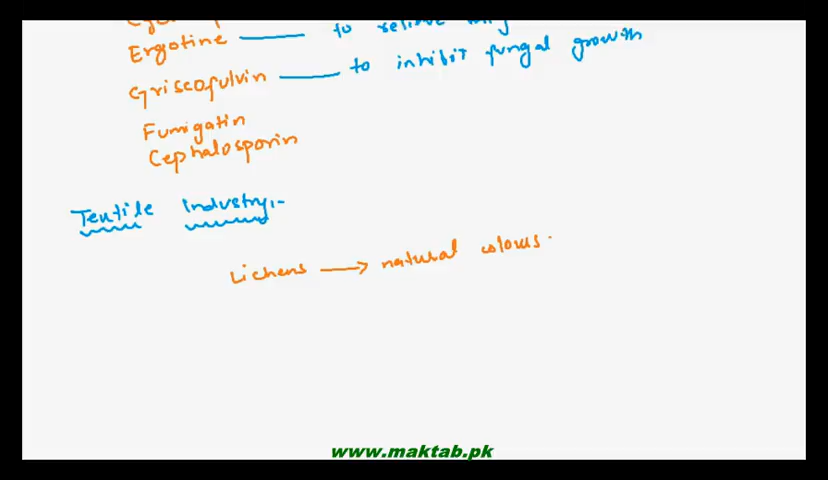 Ergotine —— to relieve
Griseofulvin —— to inhibit fungal growth
Fumigatin
Cephalosporin
Textile Industry:-
Lichens → natural colours.
www.maktab.pk